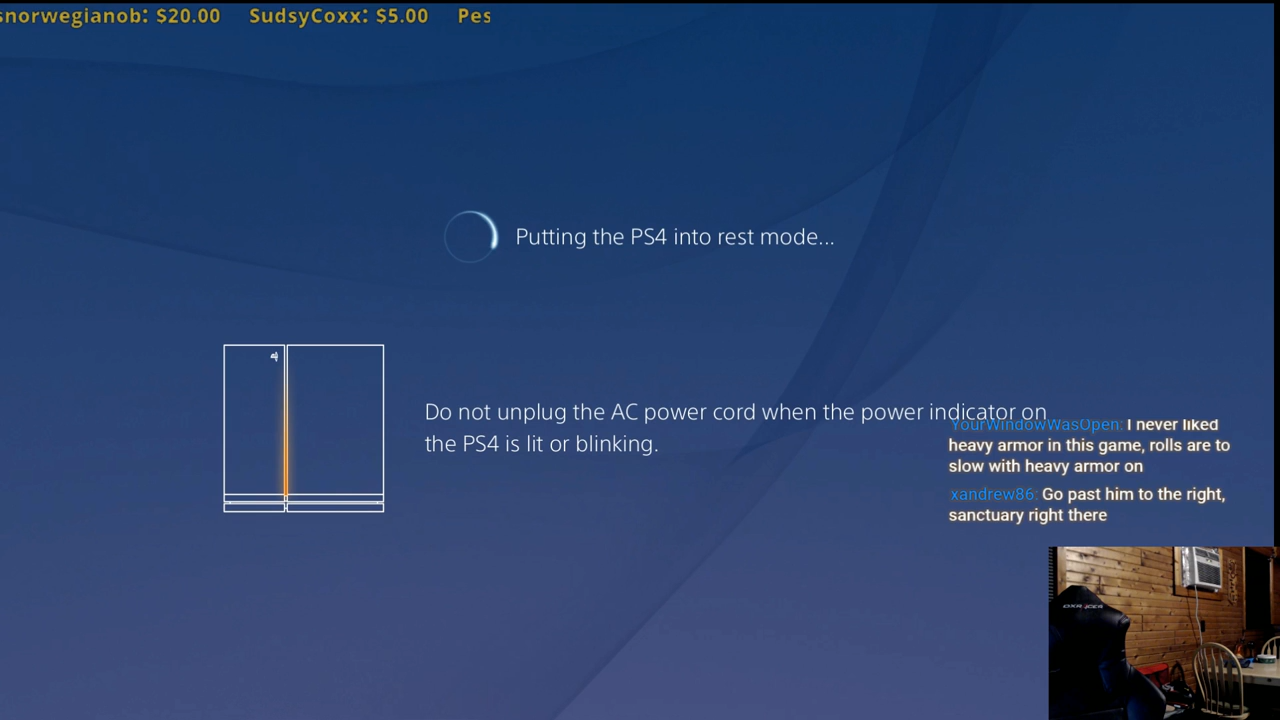 snorwegianob: $20.00 SudsyCoxx: $5.00 Pes
Putting the PS4 into rest mode...
Do not unplug the AC power cord when the power indicator on
the PS4 is lit or blinking.
YourWindowWasOpen: I never liked
heavy armor in this game, rolls are to
slow with heavy armor on
xandrew86: Go past him to the right,
sanctuary right there